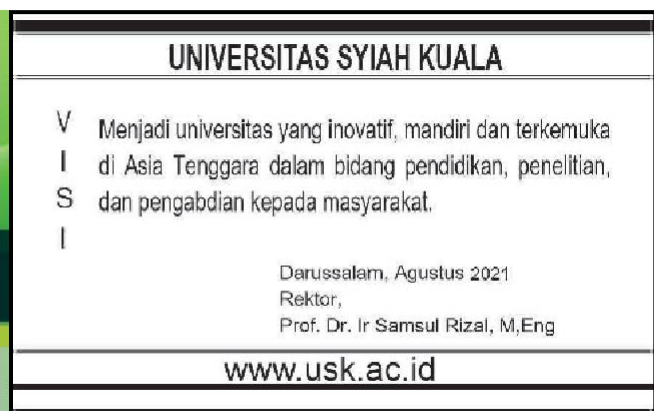 UNIVERSITAS SYIAH KUALA
VISI
Menjadi universitas yang inovatif, mandiri dan terkemuka
di Asia Tenggara dalam bidang pendidikan, penelitian,
dan pengabdian kepada masyarakat.
Darussalam, Agustus 2021
Rektor,
Prof. Dr. Ir Samsul Rizal, M,Eng
www.usk.ac.id